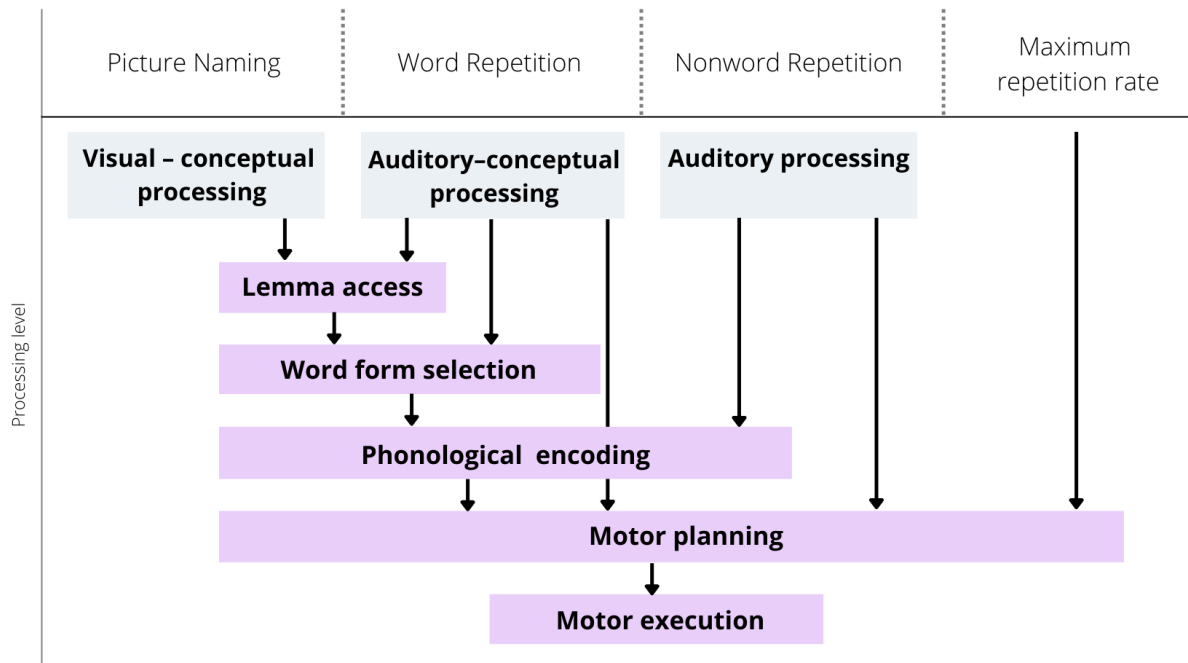 Picture Naming
Word Repetition
Nonword Repetition
Maximum
repetition rate
Visual – conceptual
processing
Auditory–conceptual
processing
Auditory processing
Lemma access
Word form selection
Phonological encoding
Motor planning
Motor execution
Processing level